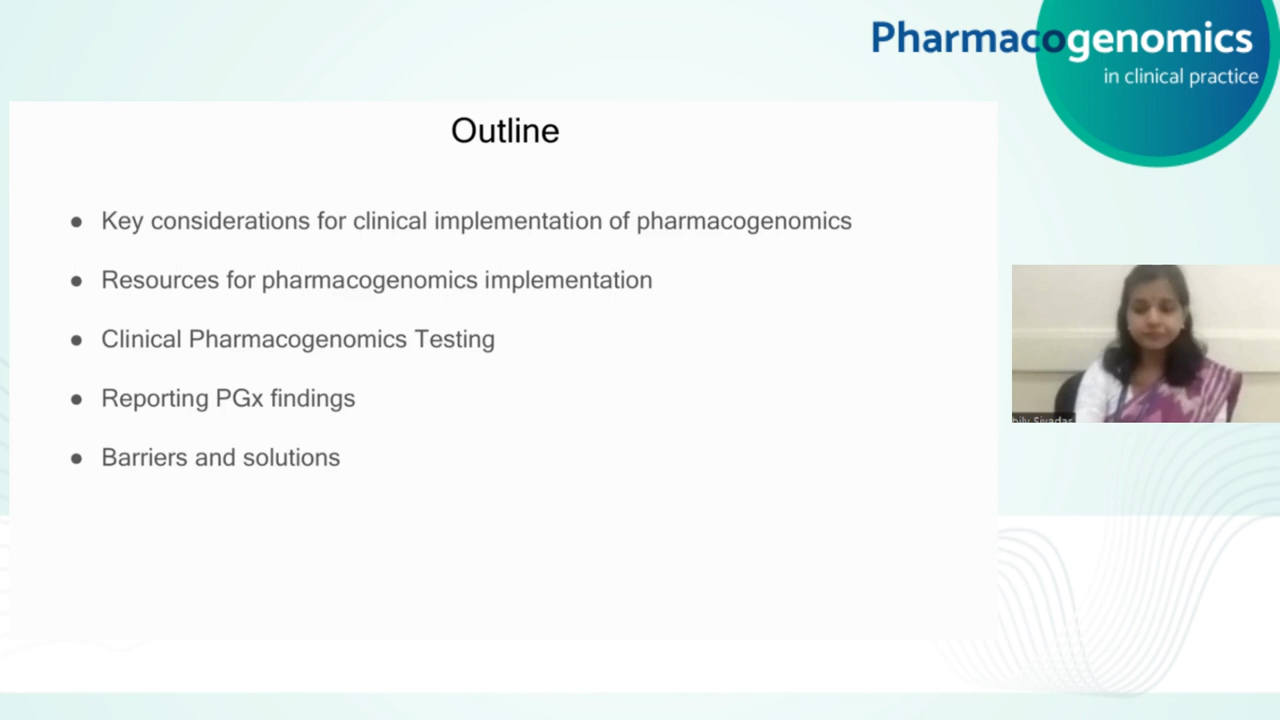 Pharmacogenomics
in clinical practice
Outline
● Key considerations for clinical implementation of pharmacogenomics
● Resources for pharmacogenomics implementation
● Clinical Pharmacogenomics Testing
● Reporting PGx findings
● Barriers and solutions
Sivadas